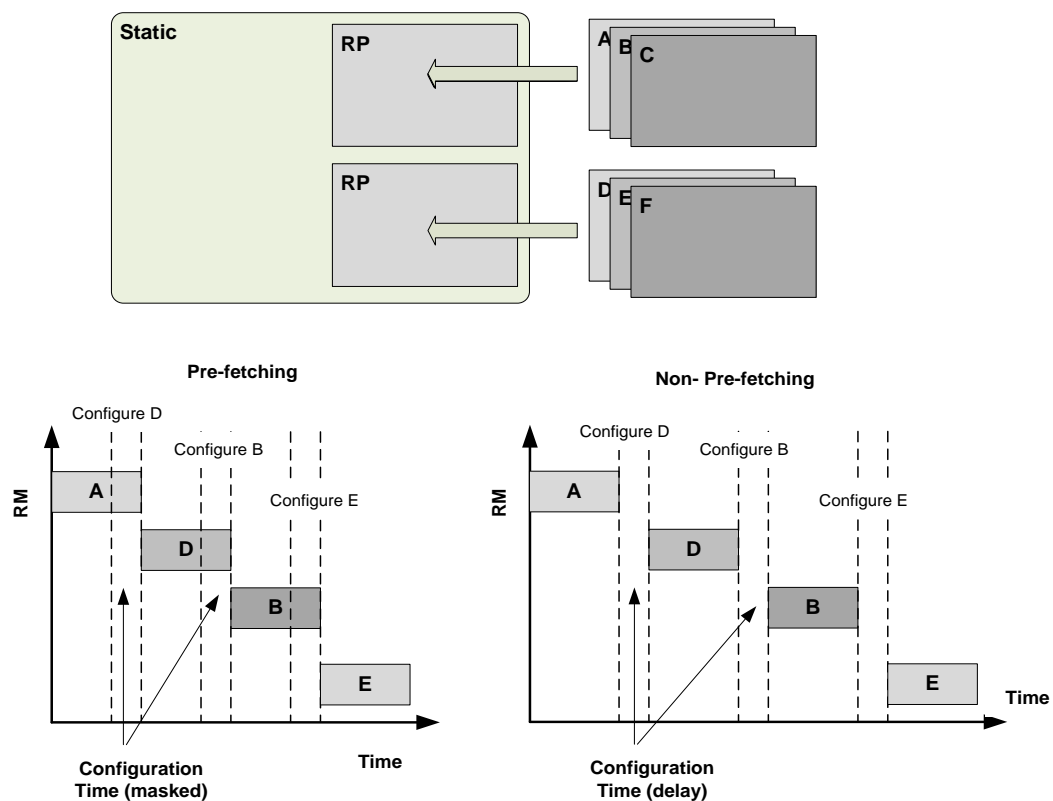 Static
RP
A
B
C
RP
D
E
F
Pre-fetching
Configure D
Configure B
Configure E
RM
A
D
B
E
Time
Configuration
Time (masked)
Non- Pre-fetching
Configure D
Configure B
Configure E
RM
A
D
B
E
Time
Configuration
Time (delay)